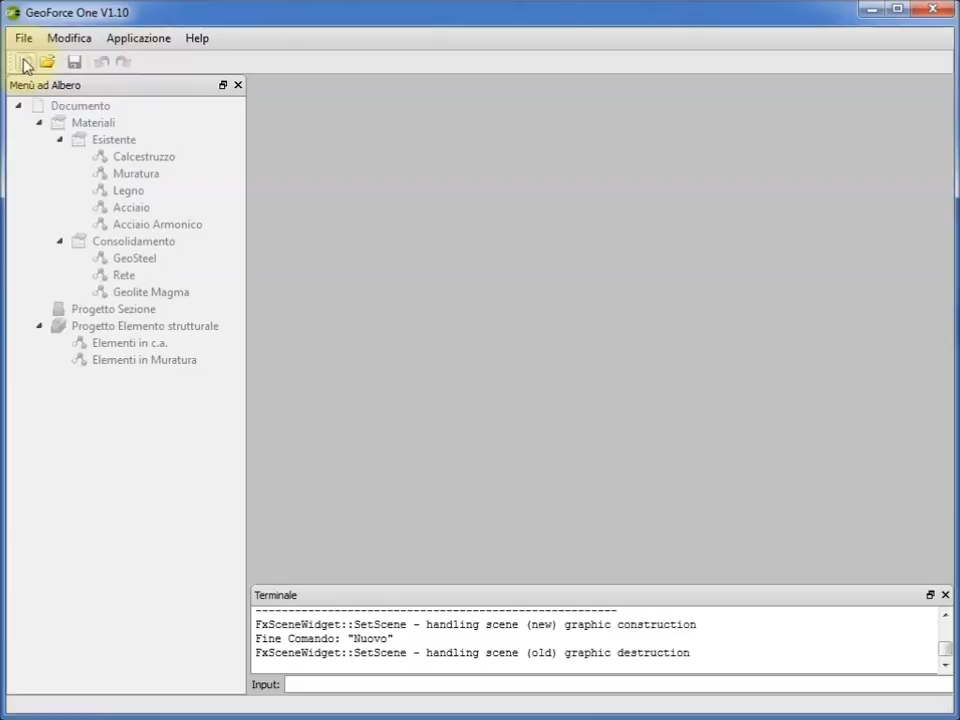 GeoForce One V1.10
File Modifica Applicazione Help
Menù ad Albero
Documento
Materiali
Esistente
Calcestruzzo
Muratura
Legno
Acciaio
Acciaio Armonico
Consolidamento
GeoSteel
Rete
Geolite Magma
Progetto Sezione
Progetto Elemento strutturale
Elementi in c.a.
Elementi in Muratura
Terminale
--------------------------------------------------------
FxSceneWidget::SetScene - handling scene (new) graphic construction
Fine Comando: "Nuovo"
FxSceneWidget::SetScene - handling scene (old) graphic destruction
Input: